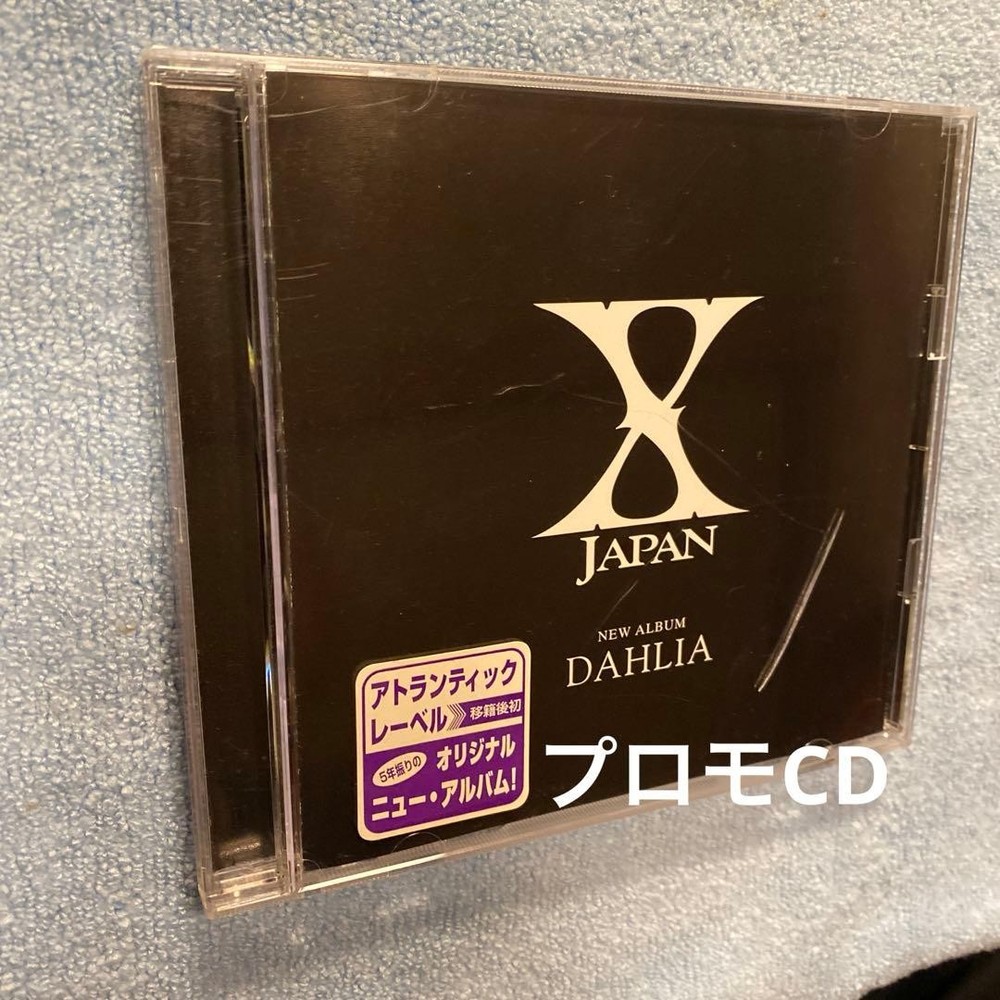 X
JAPAN
NEW ALBUM
DAHLIA
アトランティック
レーベル 移籍後初
5年振りの オリジナル
ニュー・アルバム!
プロモCD